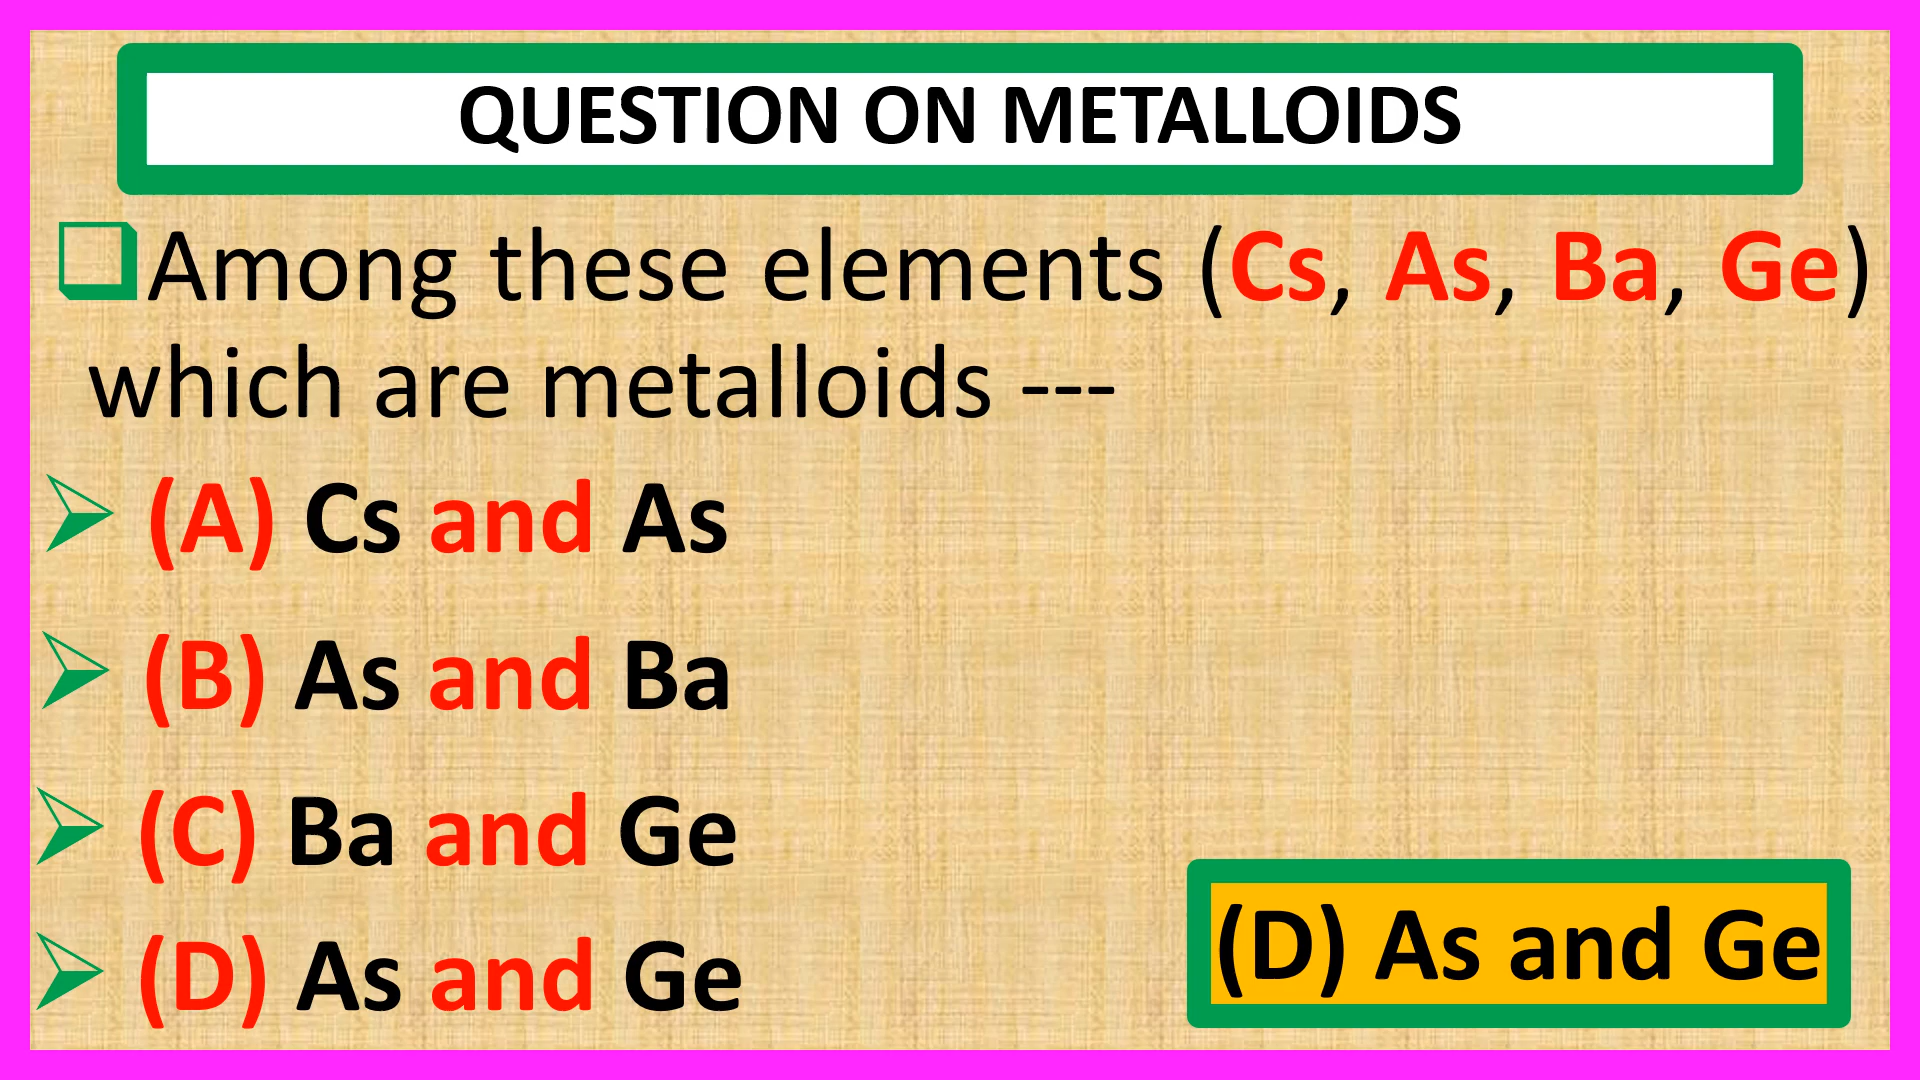 QUESTION ON METALLOIDS
Among these elements (Cs, As, Ba, Ge)
which are metalloids ---
(A) Cs and As
(B) As and Ba
(C) Ba and Ge
(D) As and Ge
(D) As and Ge